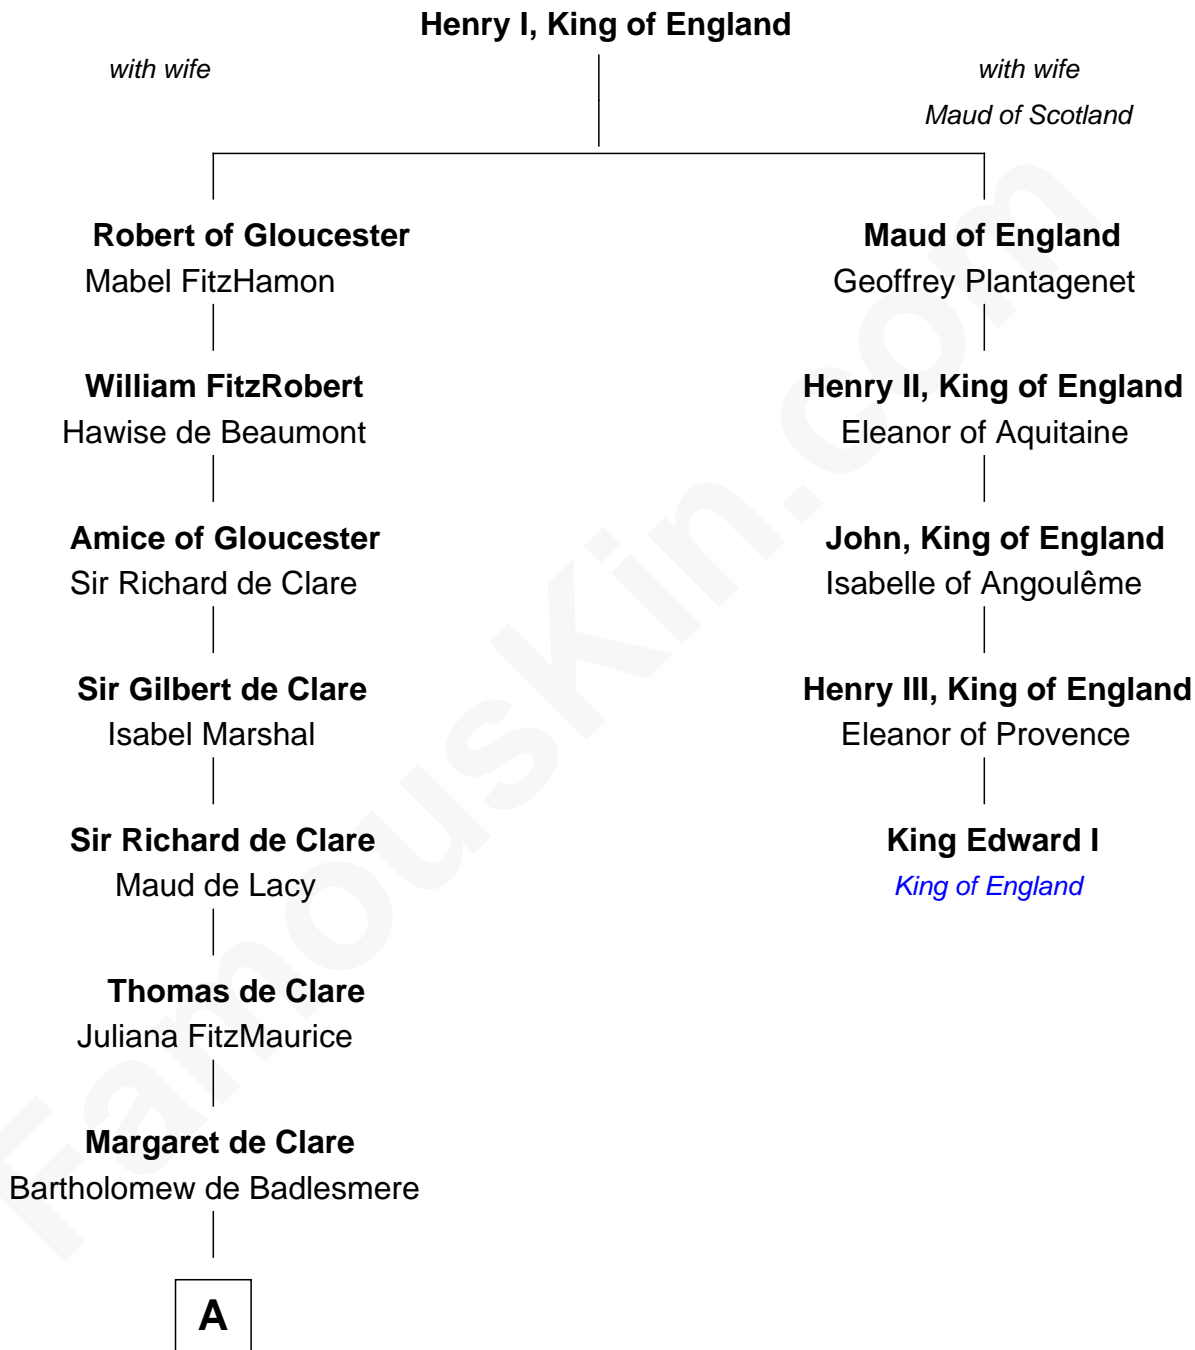 Henry I, King of England
with wife
with wife
Maud of Scotland
Robert of Gloucester
Mabel FitzHamon
Maud of England
Geoffrey Plantagenet
William FitzRobert
Hawise de Beaumont
Henry II, King of England
Eleanor of Aquitaine
Amice of Gloucester
Sir Richard de Clare
John, King of England
Isabelle of Angoulême
Sir Gilbert de Clare
Isabel Marshal
Henry III, King of England
Eleanor of Provence
Sir Richard de Clare
Maud de Lacy
King Edward I
King of England
Thomas de Clare
Juliana FitzMaurice
Margaret de Clare
Bartholomew de Badlesmere
A
FamousKin.com